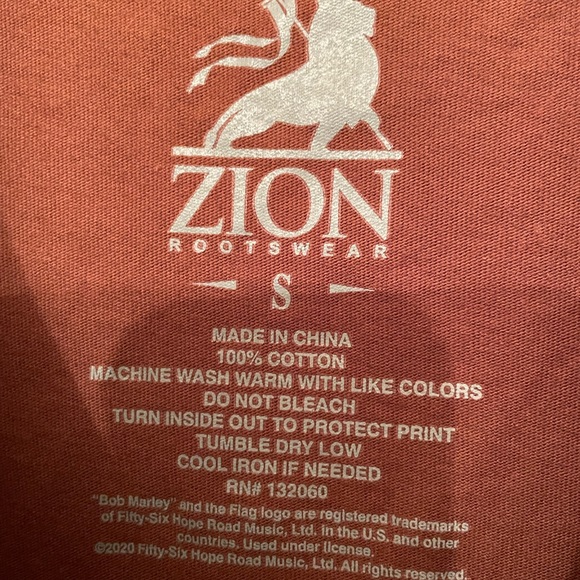 ZION
ROOTSWEAR
S
MADE IN CHINA
100% COTTON
MACHINE WASH WARM WITH LIKE COLORS
DO NOT BLEACH
TURN INSIDE OUT TO PROTECT PRINT
TUMBLE DRY LOW
COOL IRON IF NEEDED
RN# 132060
"Bob Marley" and the Flag logo are registered trademarks
of Fifty-Six Hope Road Music, Ltd. in the U.S. and other
countries. Used under license.
©2020 Fifty-Six Hope Road Music, Ltd. All rights reserved.